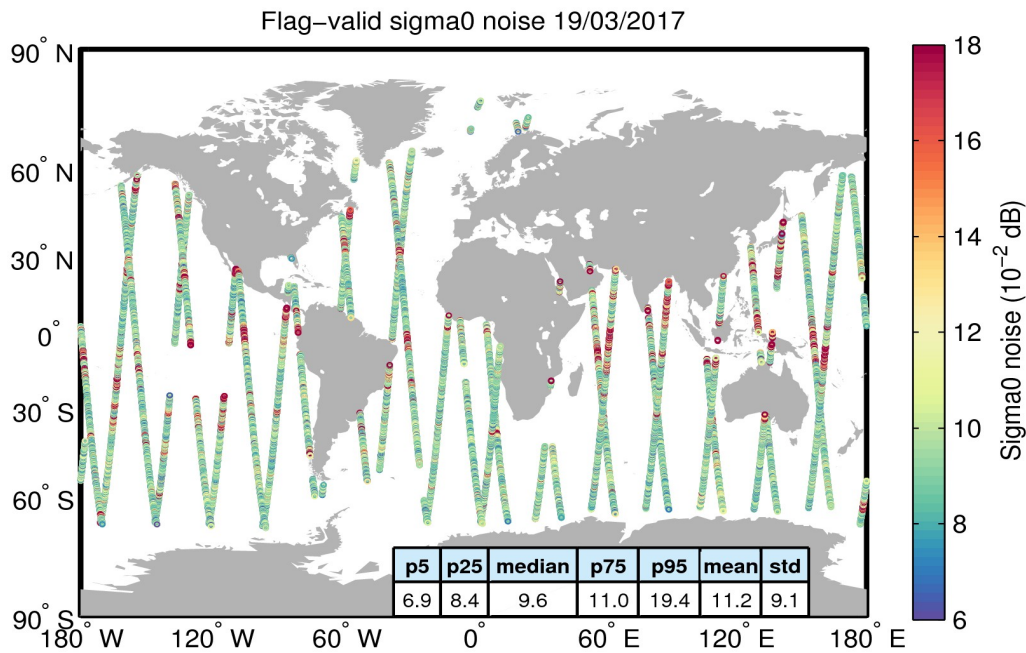 Flag−valid sigma0 noise 19/03/2017
90° N
60° N
30° N
0°
30° S
60° S
90° S
180° W
120° W
60° W
0°
60° E
120° E
180° E
p5 p25 median p75 p95 mean std
6.9 8.4 9.6 11.0 19.4 11.2 9.1
18
16
14
12
10
8
6
Sigma0 noise (10⁻² dB)